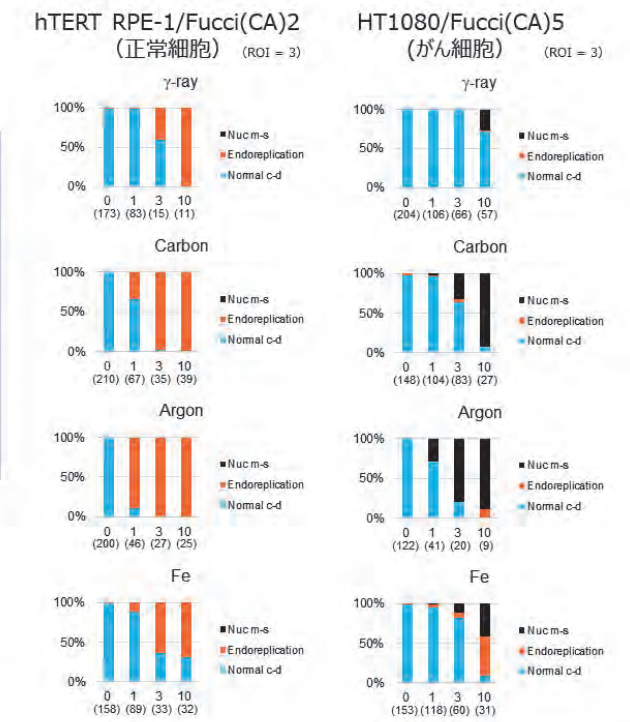 hTERT RPE-1/Fucci(CA)2
（正常細胞） (ROI = 3)
γ-ray
100%
50%
0%
0 1 3 10
(173) (83) (15) (11)
Nuc m-s
Endoreplication
Normal c-d
Carbon
100%
50%
0%
0 1 3 10
(210) (67) (35) (39)
Nuc m-s
Endoreplication
Normal c-d
Argon
100%
50%
0%
0 1 3 10
(200) (46) (27) (25)
Nuc m-s
Endoreplication
Normal c-d
Fe
100%
50%
0%
0 1 3 10
(158) (89) (33) (32)
Nuc m-s
Endoreplication
Normal c-d
HT1080/Fucci(CA)5
(がん細胞） (ROI = 3)
γ-ray
100%
50%
0%
0 1 3 10
(204) (106) (66) (57)
Nuc m-s
Endoreplication
Normal c-d
Carbon
100%
50%
0%
0 1 3 10
(148) (104) (83) (27)
Nuc m-s
Endoreplication
Normal c-d
Argon
100%
50%
0%
0 1 3 10
(122) (41) (20) (9)
Nuc m-s
Endoreplication
Normal c-d
Fe
100%
50%
0%
0 1 3 10
(153) (118) (60) (31)
Nuc m-s
Endoreplication
Normal c-d